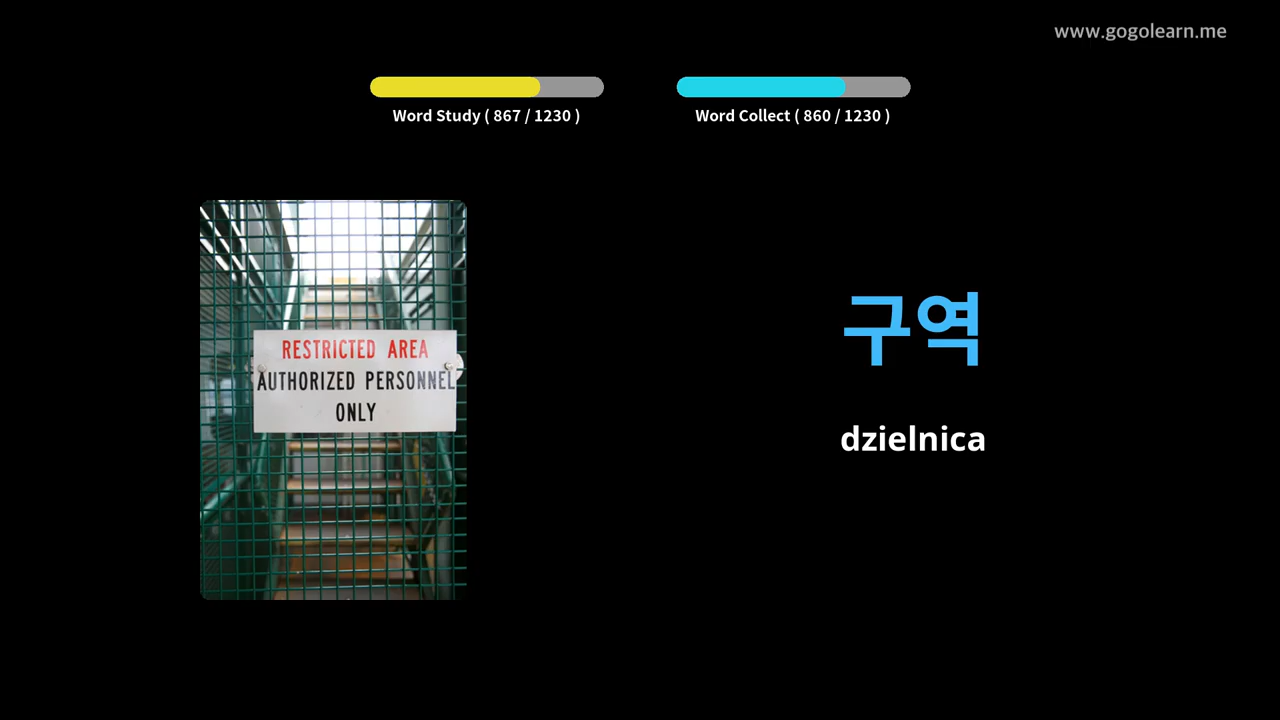 www.gogolearn.me
Word Study ( 867 / 1230 )
Word Collect ( 860 / 1230 )
RESTRICTED AREA
AUTHORIZED PERSONNEL
ONLY
구역
dzielnica